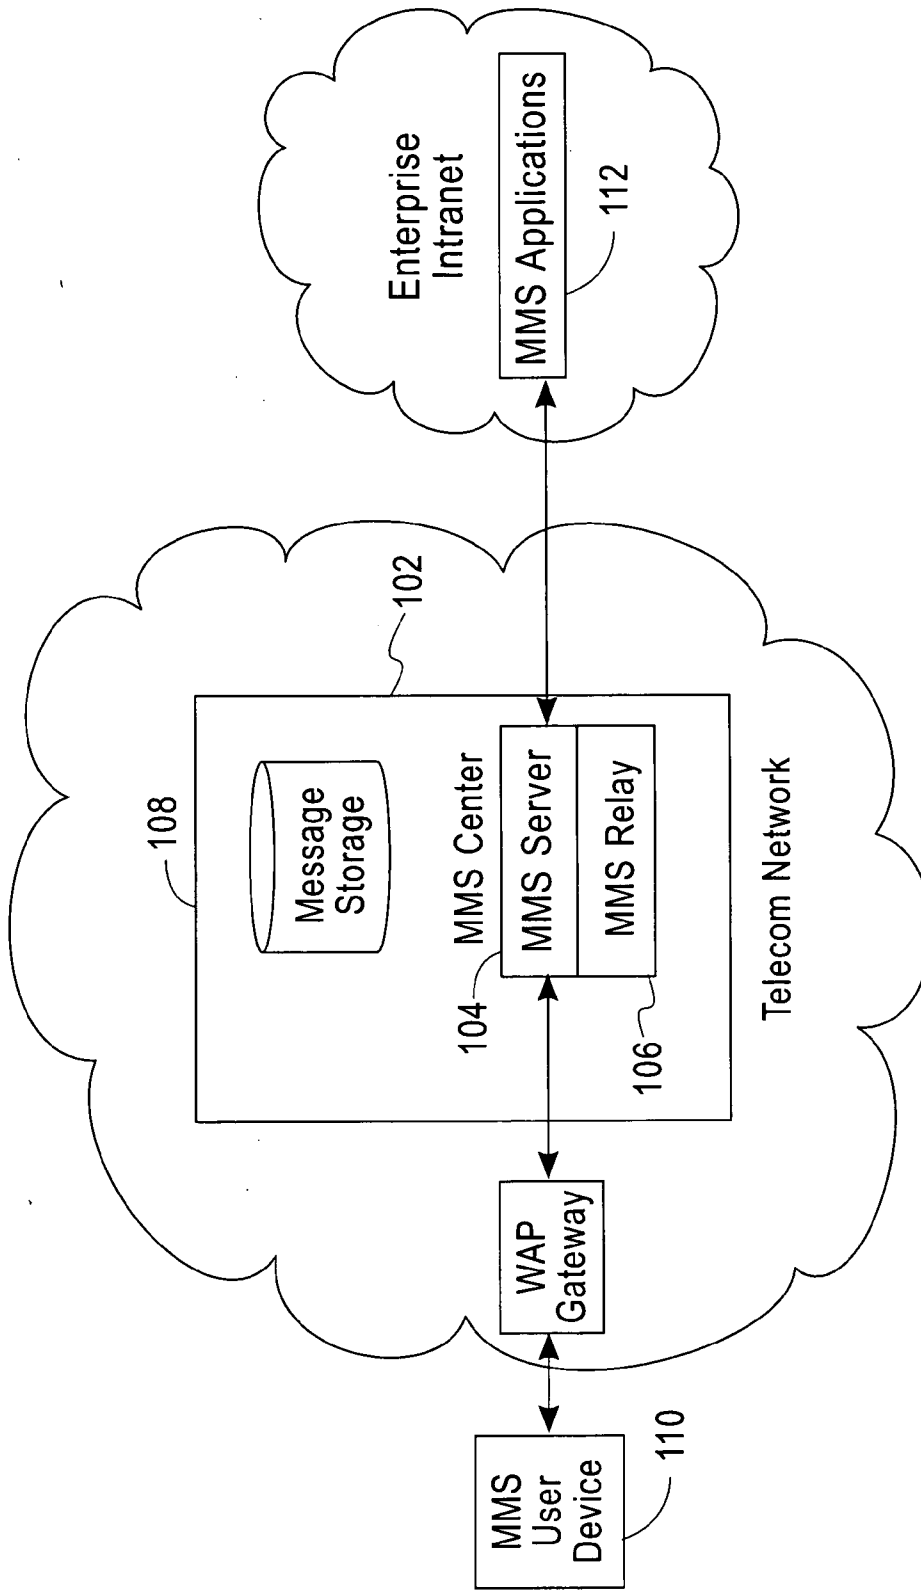 108
102
Message
Storage
MMS Center
104
MMS Server
MMS Relay
106
Telecom Network
WAP
Gateway
MMS
User
Device
110
Enterprise
Intranet
MMS Applications
112